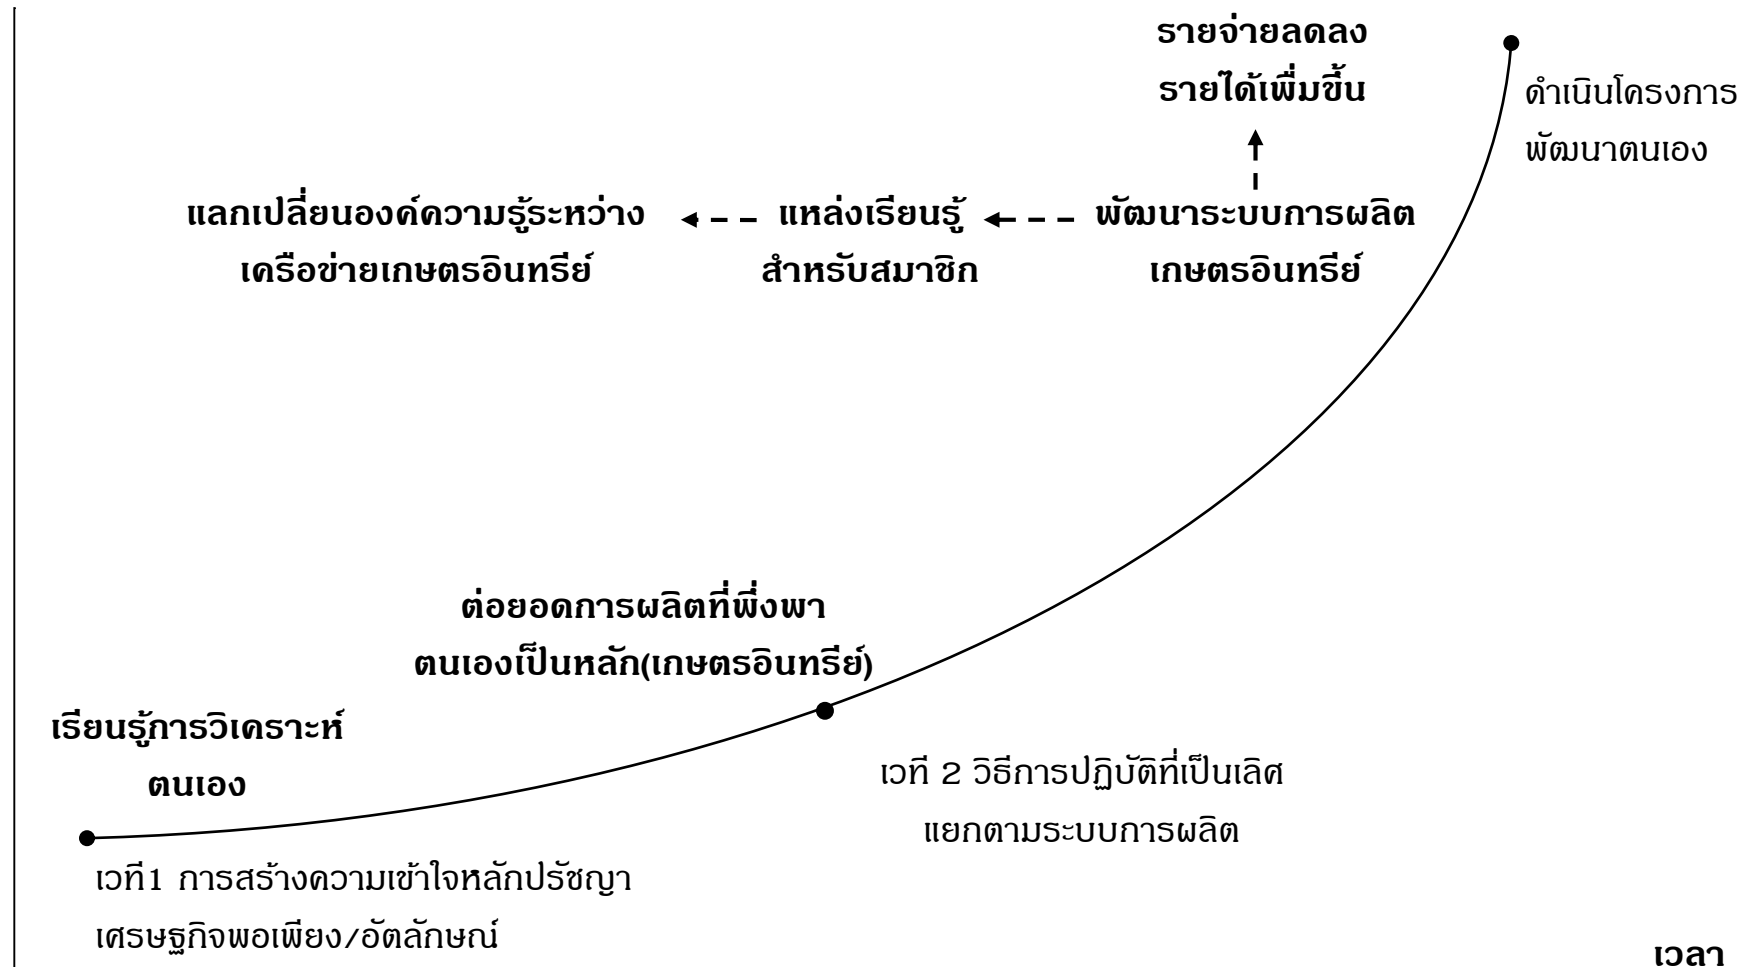 รายจ่ายลดลง
รายได้เพิ่มขึ้น
ดำเนินโครงการ
พัฒนาตนเอง
แลกเปลี่ยนองค์ความรู้ระหว่าง
เครือข่ายเกษตรอินทรีย์
แหล่งเรียนรู้
สำหรับสมาชิก
พัฒนาระบบการผลิต
เกษตรอินทรีย์
ต่อยอดการผลิตที่พึ่งพา
ตนเองเป็นหลัก(เกษตรอินทรีย์)
เรียนรู้การวิเคราะห์
ตนเอง
เวที 2 วิธีการปฏิบัติที่เป็นเลิศ
แยกตามระบบการผลิต
เวที1 การสร้างความเข้าใจหลักปรัชญา
เศรษฐกิจพอเพียง/อัตลักษณ์
เวลา